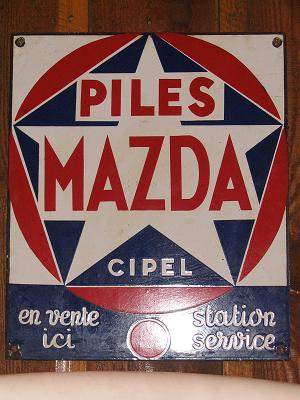 PILES
MAZDA
CIPEL
en vente
ici
station
service